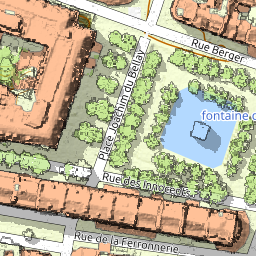 Rue Berger
Place Joachim du Bellay
fontaine d
Rue des Innocents
Rue de la Ferronnerie